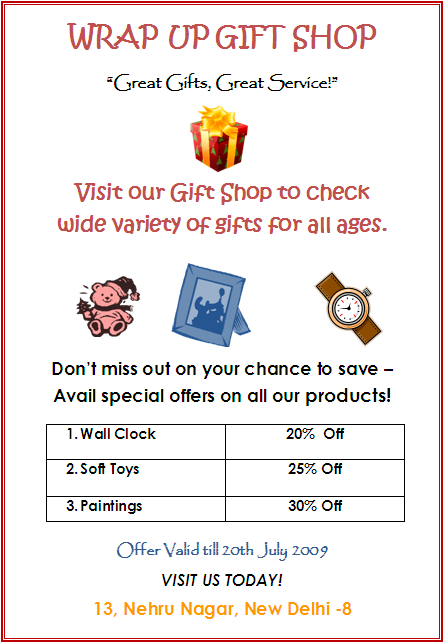 WRAP UP GIFT SHOP
“Great Gifts, Great Service!”
Visit our Gift Shop to check
wide variety of gifts for all ages.
Don’t miss out on your chance to save –
Avail special offers on all our products!
1. Wall Clock 20% Off
2. Soft Toys 25% Off
3. Paintings 30% Off
Offer Valid till 20th July 2009
VISIT US TODAY!
13, Nehru Nagar, New Delhi -8